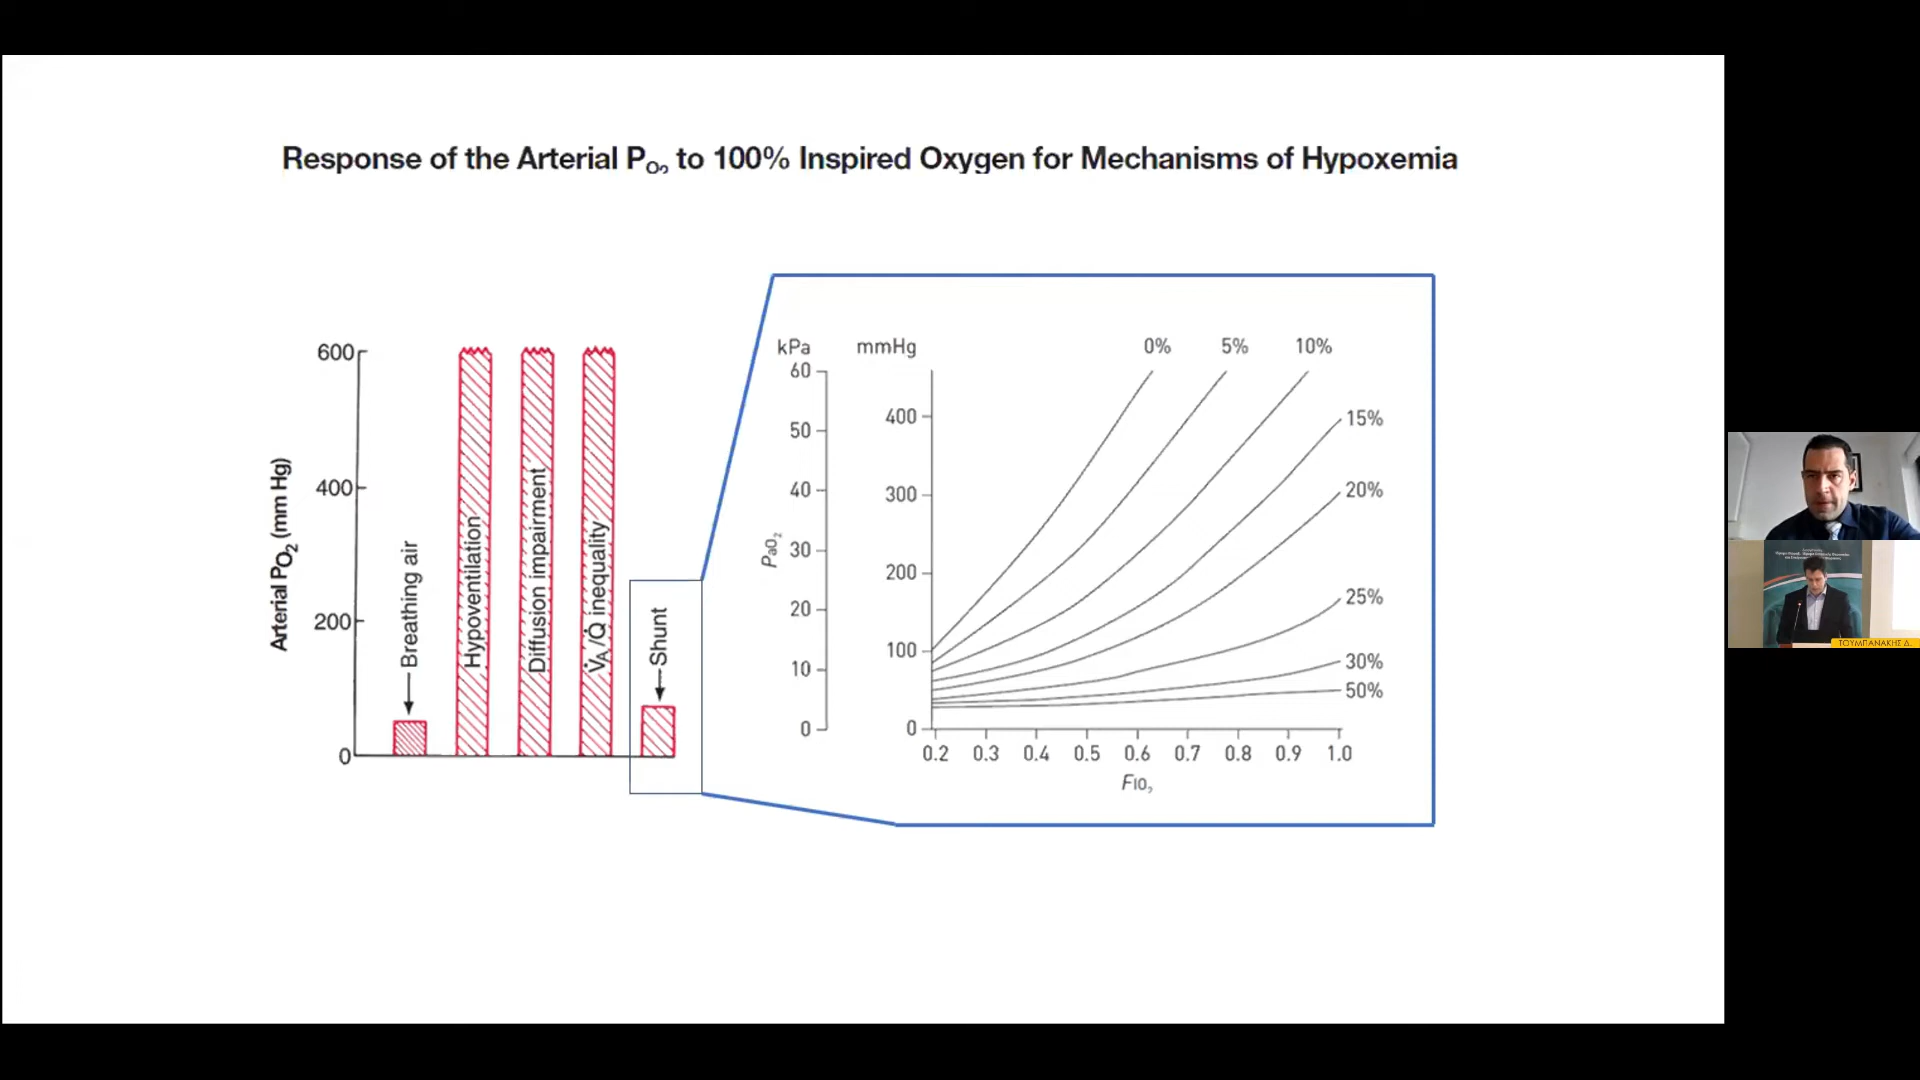 Response of the Arterial PO2 to 100% Inspired Oxygen for Mechanisms of Hypoxemia
Arterial PO2 (mm Hg)
600
400
200
0
Breathing air
Hypoventilation
Diffusion impairment
V̇A/Q̇ inequality
Shunt
kPa
60
50
40
30
20
10
0
PaO2
mmHg
400
300
200
100
0
0% 5% 10%
15%
20%
25%
30%
50%
0.2 0.3 0.4 0.5 0.6 0.7 0.8 0.9 1.0
FIO2
ΤΟΥΜΠΑΝΑΚΗΣ Δ.